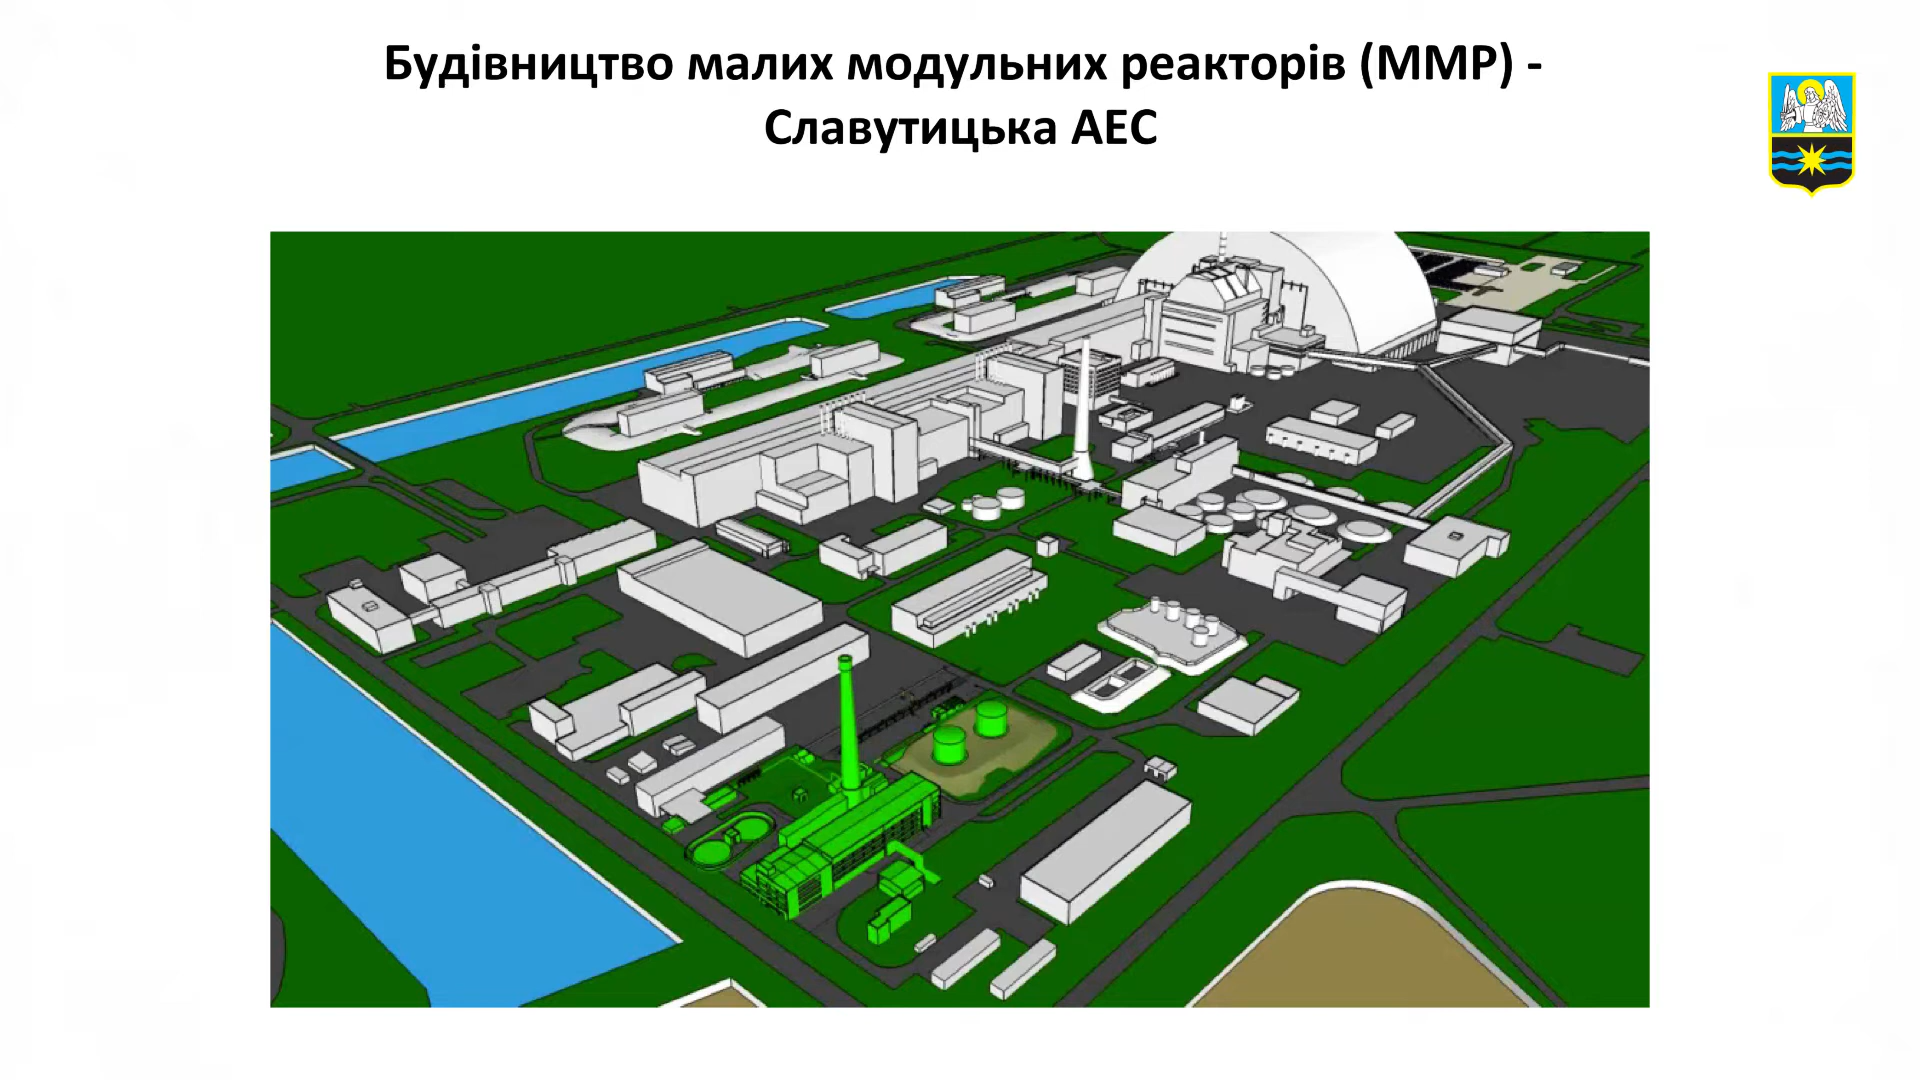 Будівництво малих модульних реакторів (ММР) -
Славутицька АЕС